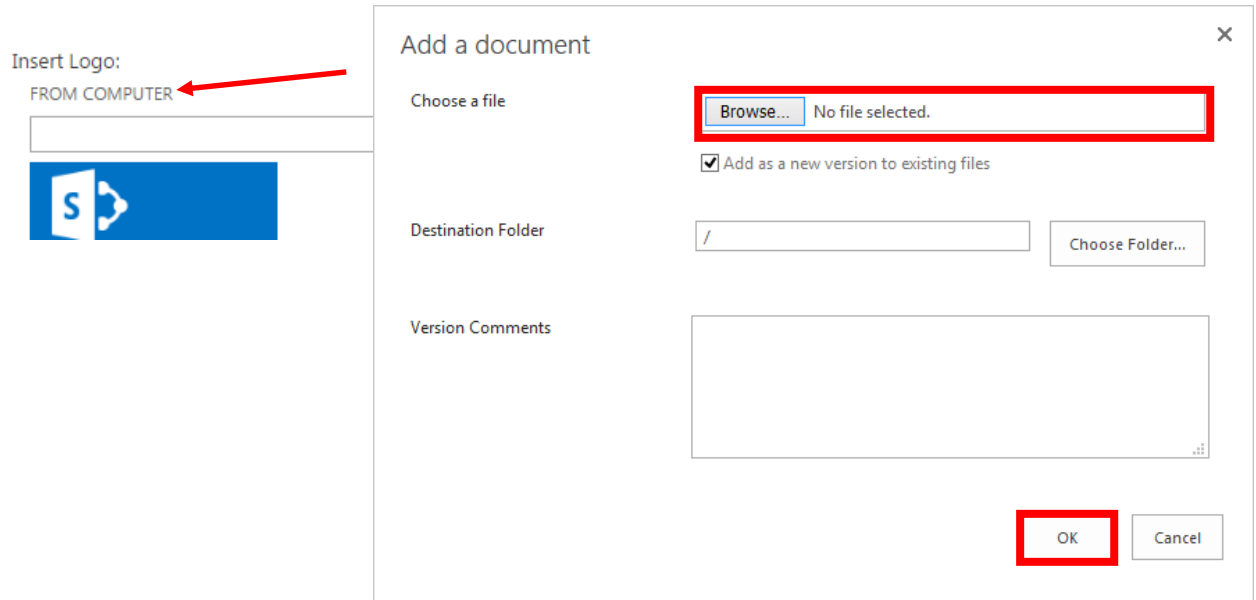 Insert Logo:
FROM COMPUTER
S
Add a document
Choose a file
Browse... No file selected.
Add as a new version to existing files
Destination Folder
/
Choose Folder...
Version Comments
OK
Cancel